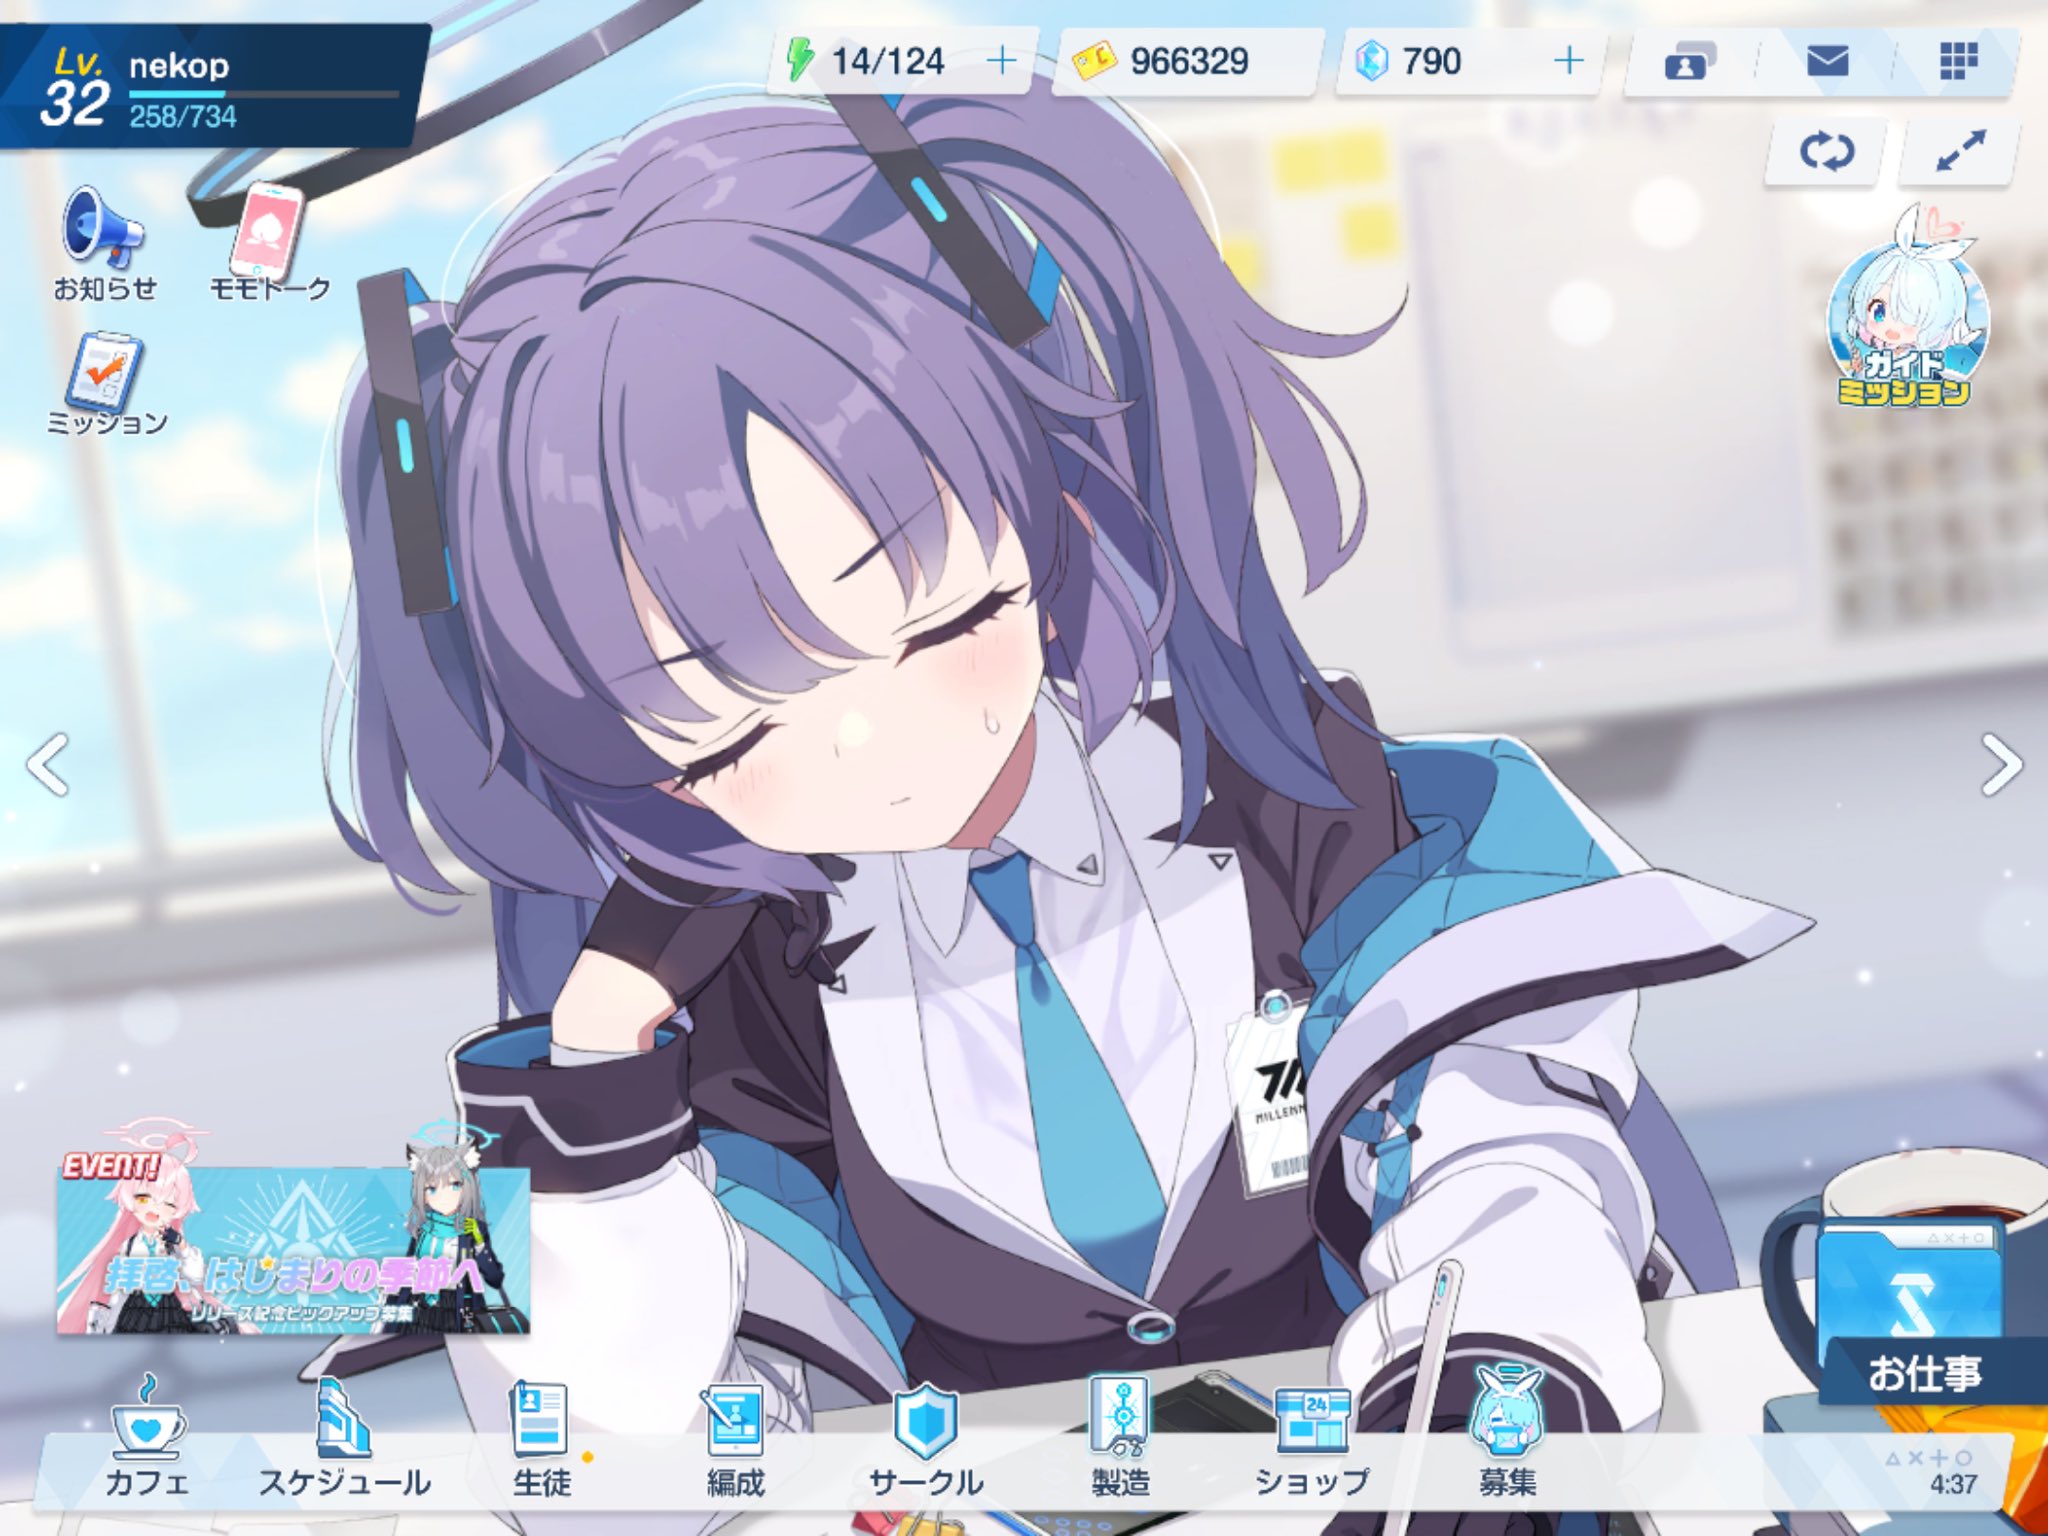 Lv. 32
nekop
258/734
14/124
966329
790
お知らせ
モモトーク
ミッション
ガイド
ミッション
MILLENN
EVENT!
拝啓、はじまりの季節へ
リリース記念ピックアップ募集
お仕事
カフェ
スケジュール
生徒
編成
サークル
製造
24
ショップ
募集
4:37